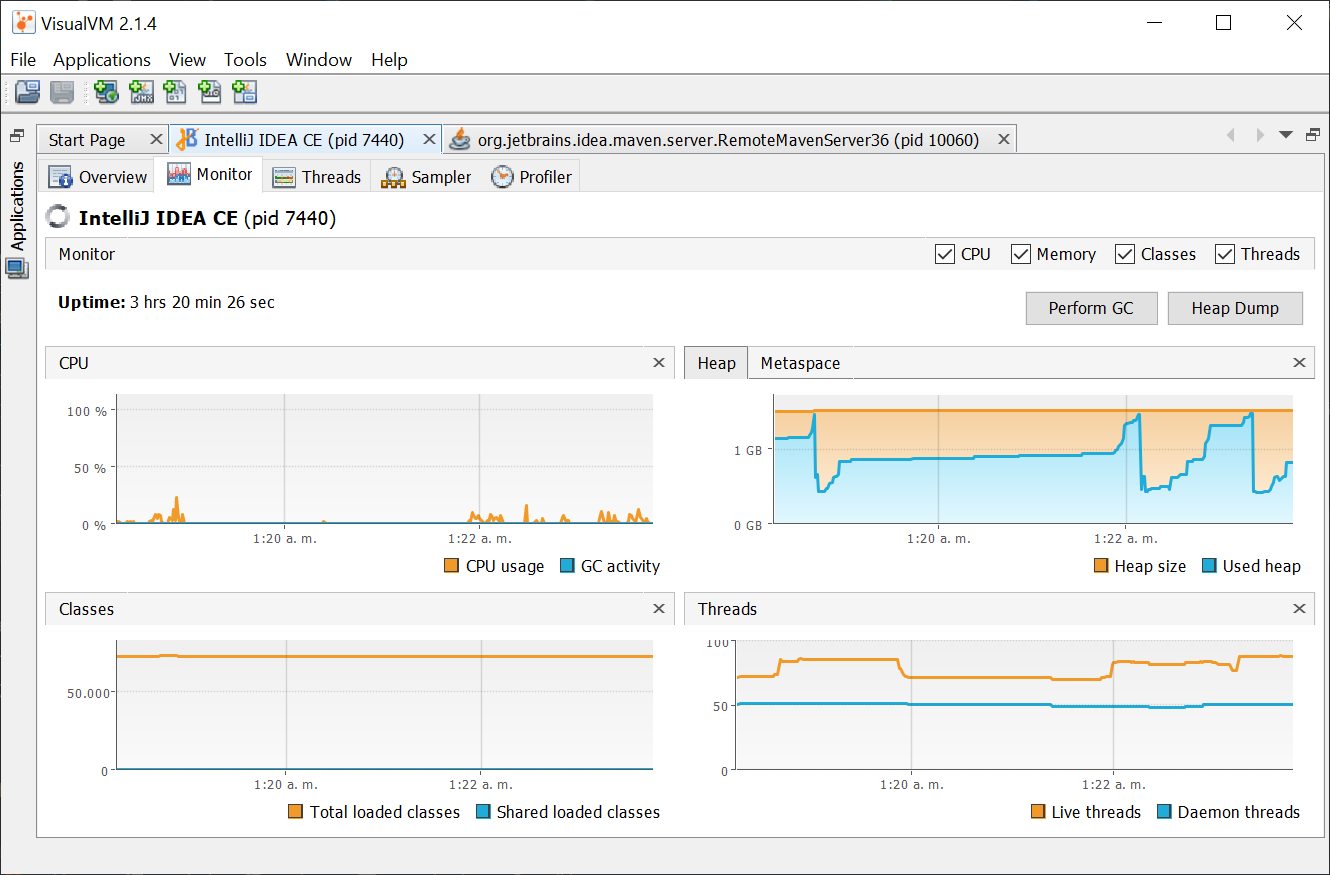 VisualVM 2.1.4
File Applications View Tools Window Help
Applications
Start Page IntelliJ IDEA CE (pid 7440) org.jetbrains.idea.maven.server.RemoteMavenServer36 (pid 10060)
Overview Monitor Threads Sampler Profiler
IntelliJ IDEA CE (pid 7440)
Monitor CPU Memory Classes Threads
Uptime: 3 hrs 20 min 26 sec
Perform GC Heap Dump
CPU
100 %
50 %
0 %
1:20 a. m. 1:22 a. m.
CPU usage GC activity
Heap Metaspace
1 GB
0 GB
1:20 a. m. 1:22 a. m.
Heap size Used heap
Classes
50.000
0
1:20 a. m. 1:22 a. m.
Total loaded classes Shared loaded classes
Threads
100
50
0
1:20 a. m. 1:22 a. m.
Live threads Daemon threads